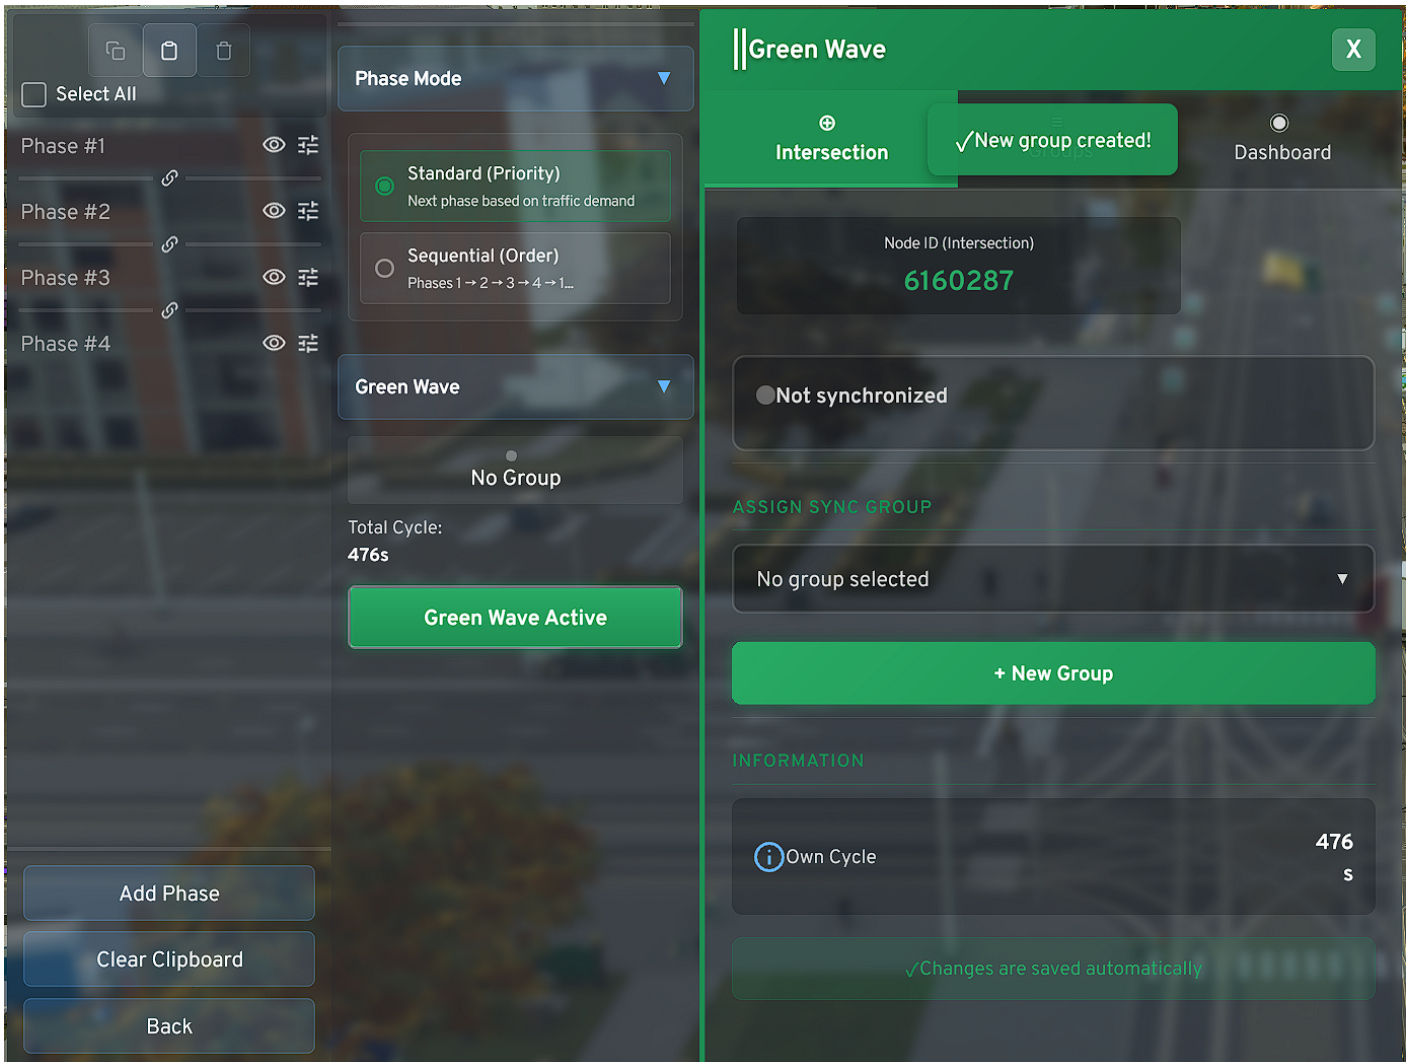 Select All
Phase #1
Phase #2
Phase #3
Phase #4
Add Phase
Clear Clipboard
Back
Phase Mode
Standard (Priority)
Next phase based on traffic demand
Sequential (Order)
Phases 1 → 2 → 3 → 4 → 1...
Green Wave
No Group
Total Cycle:
476s
Green Wave Active
Green Wave
X
Intersection
✓New group created!
Groups
Dashboard
Node ID (Intersection)
6160287
Not synchronized
ASSIGN SYNC GROUP
No group selected
+ New Group
INFORMATION
Own Cycle
476
s
✓Changes are saved automatically